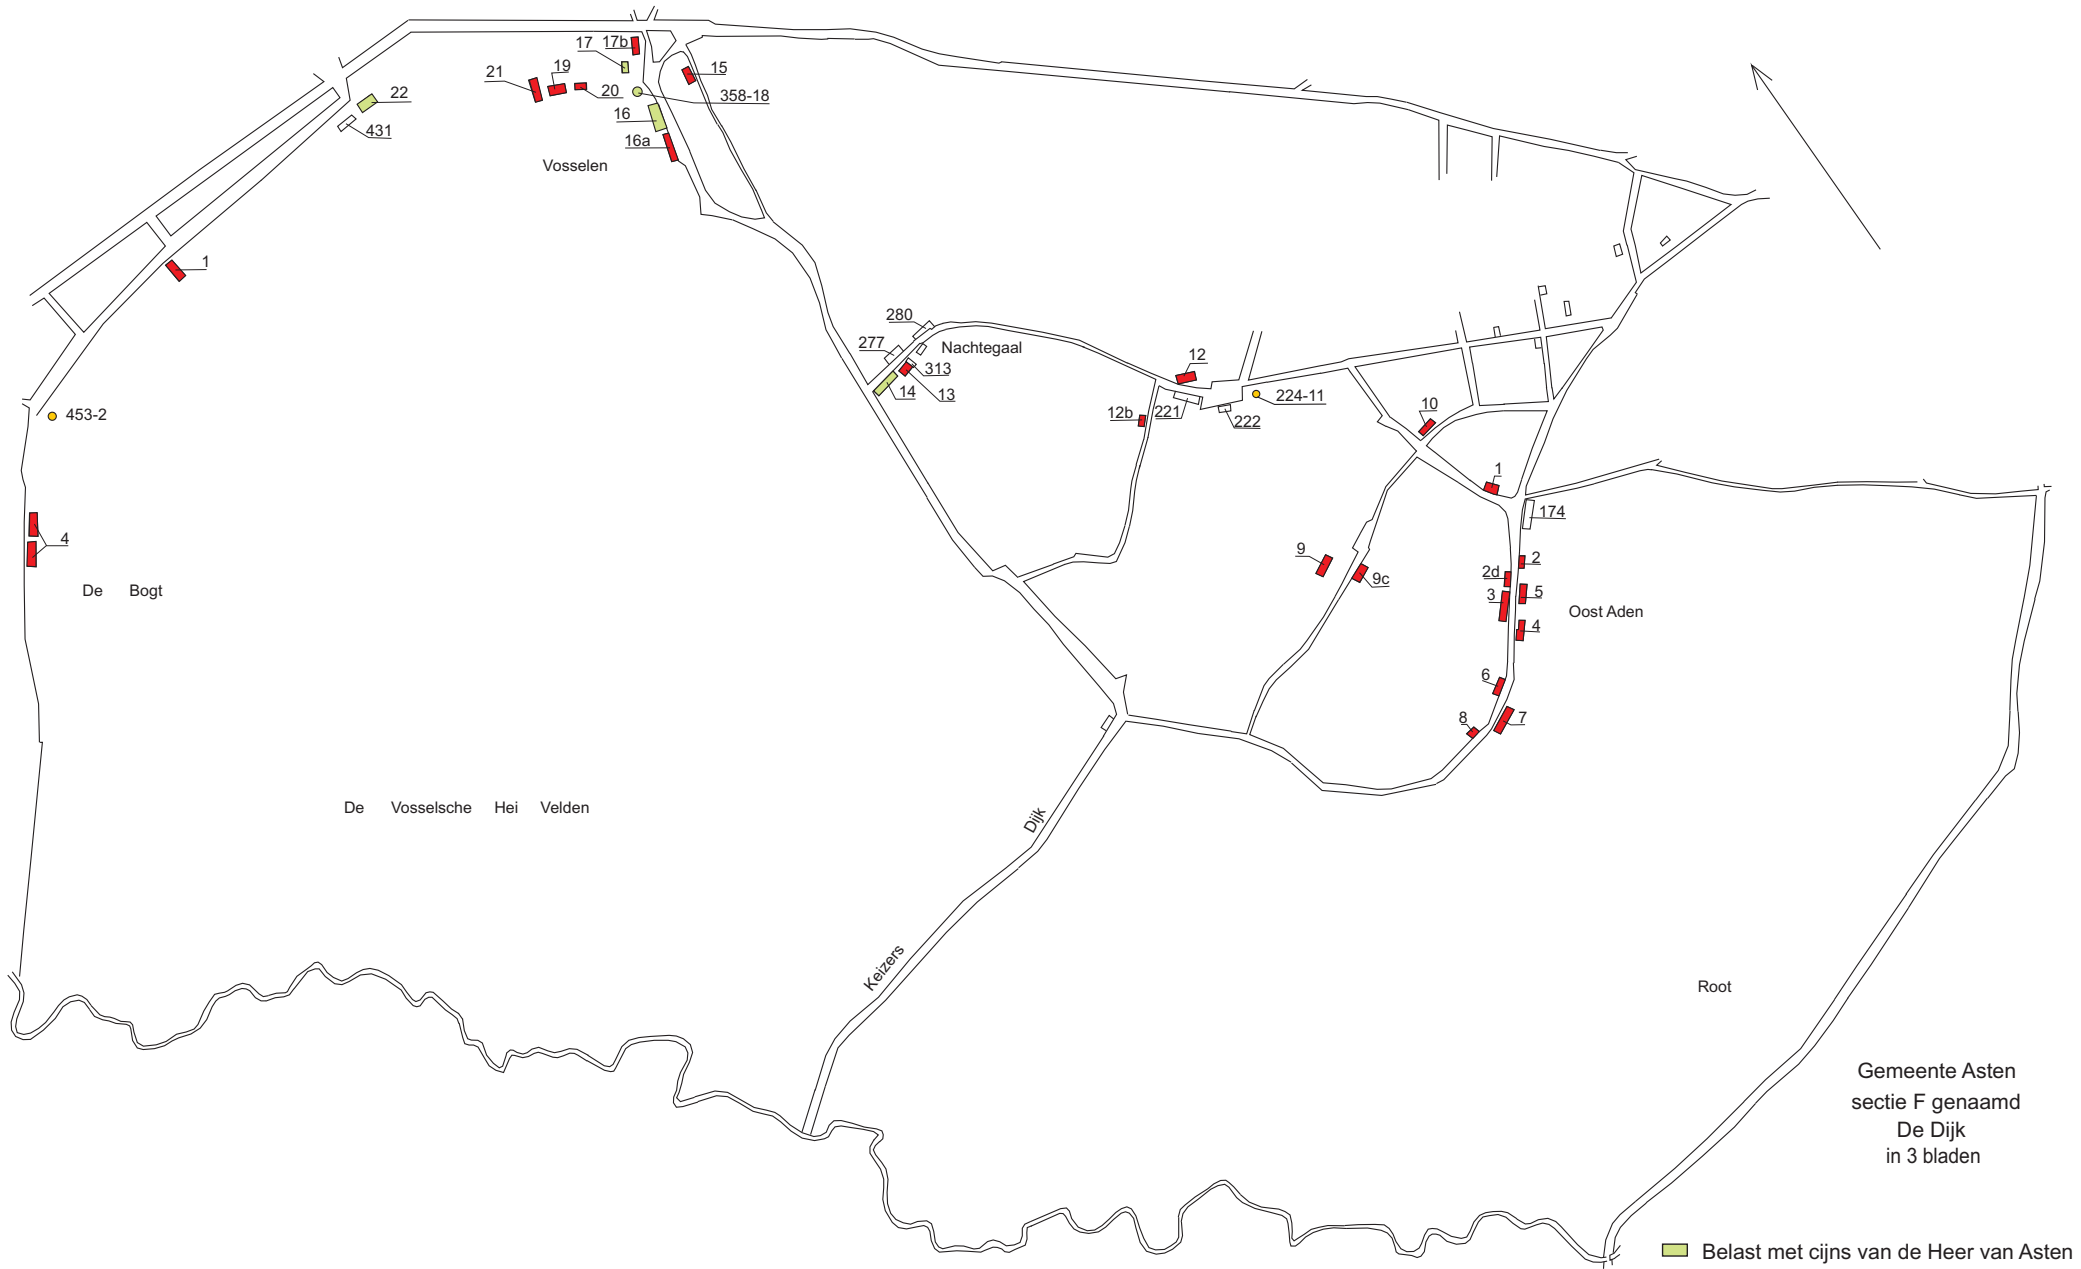 17
17b
15
19
21
20
358-18
22
16
431
16a
Vosselen
1
280
277
Nachtegaal
12
313
14
13
224-11
453-2
12b
221
222
10
1
174
4
9
2
2d
9c
3
5
Oost Aden
De Bogt
4
6
8
7
De Vosselsche Hei Velden
Dijk
Keizers
Root
Gemeente Asten
sectie F genaamd
De Dijk
in 3 bladen
Belast met cijns van de Heer van Asten